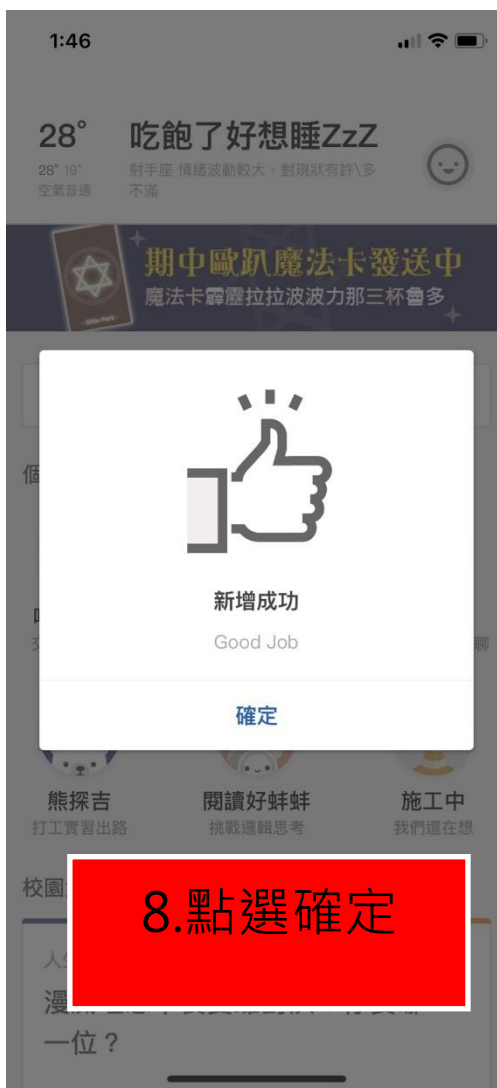 1:46
28°
吃飽了好想睡ZzZ
28° 19°
射手座 情緒波動較大，對現狀有許\多
空氣普通
不滿
期中歐趴魔法卡發送中
魔法卡霹靂拉拉波波力那三杯嚕多
個
新增成功
Good Job
確定
熊探吉
閱讀好蚌蚌
施工中
打工實習出路
挑戰邏輯思考
我們還在想
校園
8.點選確定
一位？